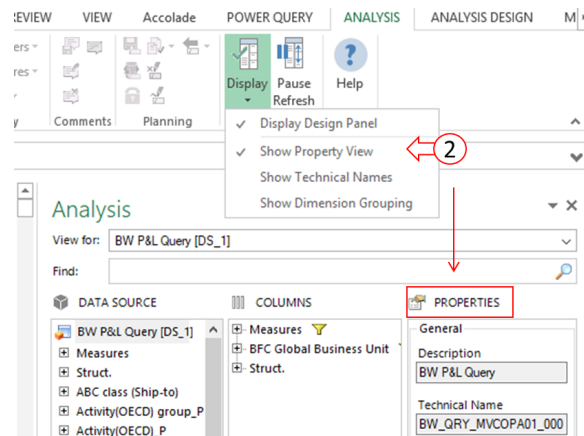 REVIEW VIEW Accolade POWER QUERY ANALYSIS ANALYSIS DESIGN M
ers
res
Display Pause Refresh Help
y Comments Planning
Display Design Panel
Show Property View
2
Show Technical Names
Show Dimension Grouping
Analysis
View for: BW P&L Query [DS_1]
Find:
DATA SOURCE COLUMNS PROPERTIES
BW P&L Query [DS_1]
Measures
Struct.
ABC class (Ship-to)
Activity(OECD) group_P
Activity(OECD)_P
Measures
BFC Global Business Unit
Struct.
General
Description
BW P&L Query
Technical Name
BW_QRY_MVCOPA01_000